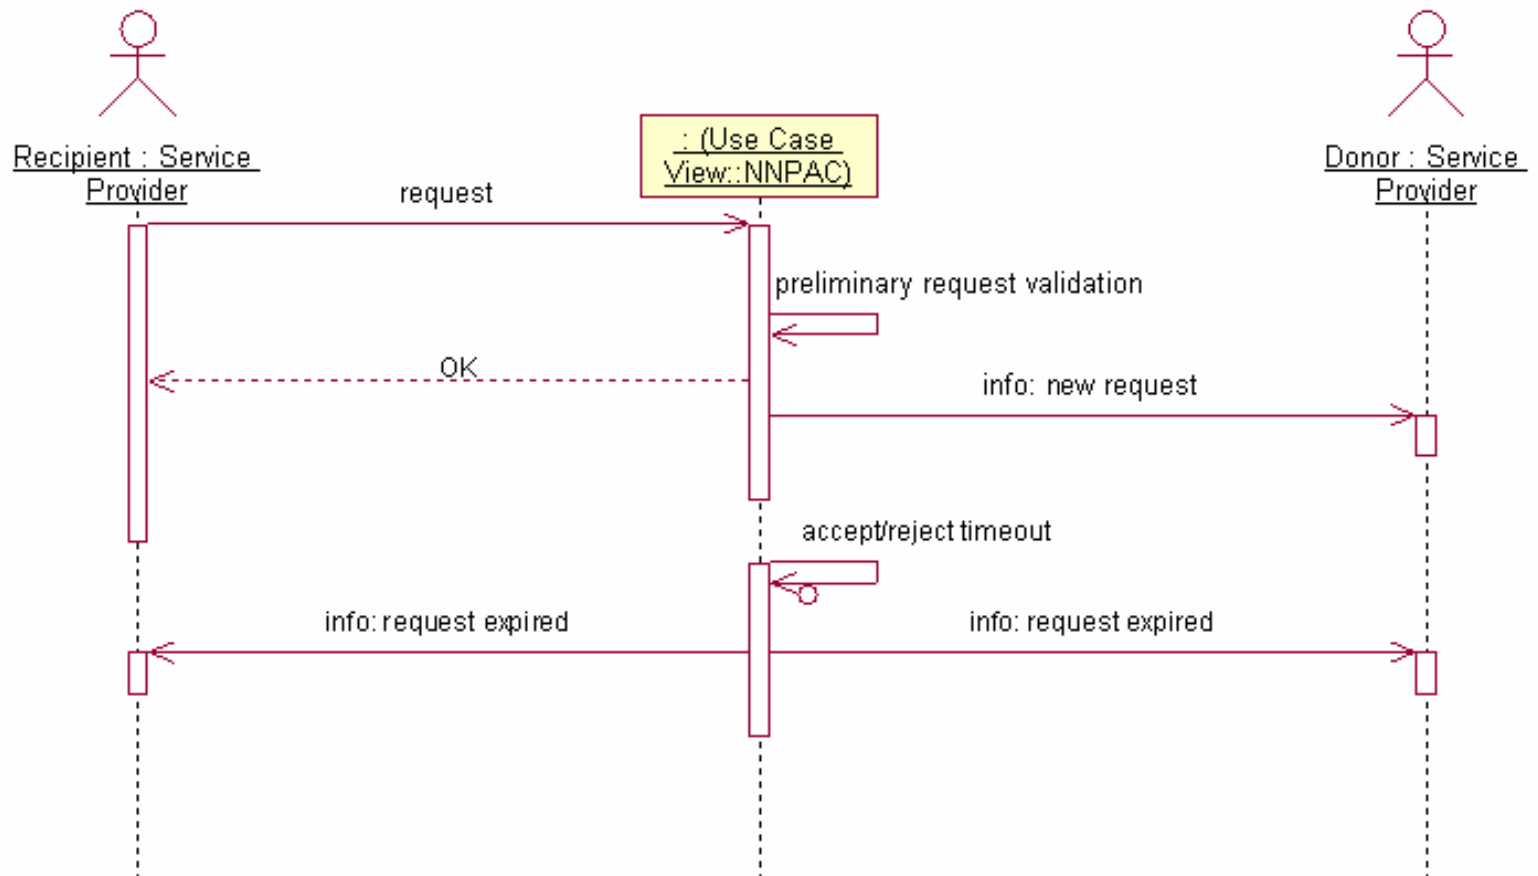 Recipient : Service
Provider
: (Use Case
View::NNPAC)
Donor : Service
Provider
request
preliminary request validation
OK
info: new request
accept/reject timeout
info: request expired
info: request expired